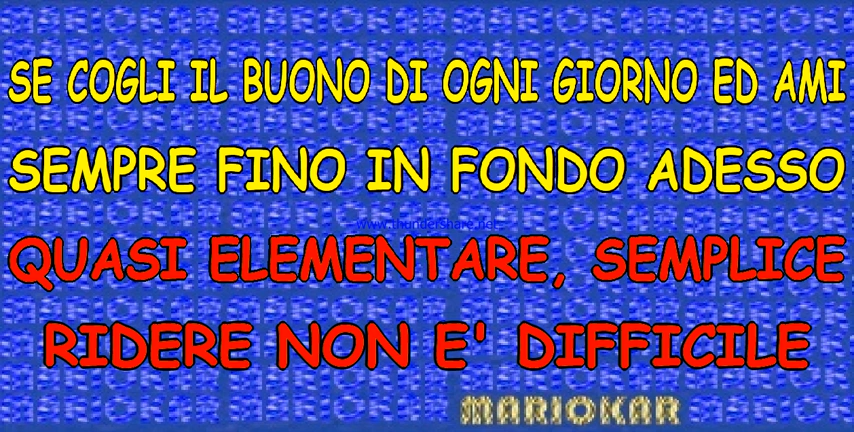 SE COGLI IL BUONO DI OGNI GIORNO ED AMI
SEMPRE FINO IN FONDO ADESSO
www.thundershare.net
QUASI ELEMENTARE, SEMPLICE
RIDERE NON E' DIFFICILE
MARIOKAR